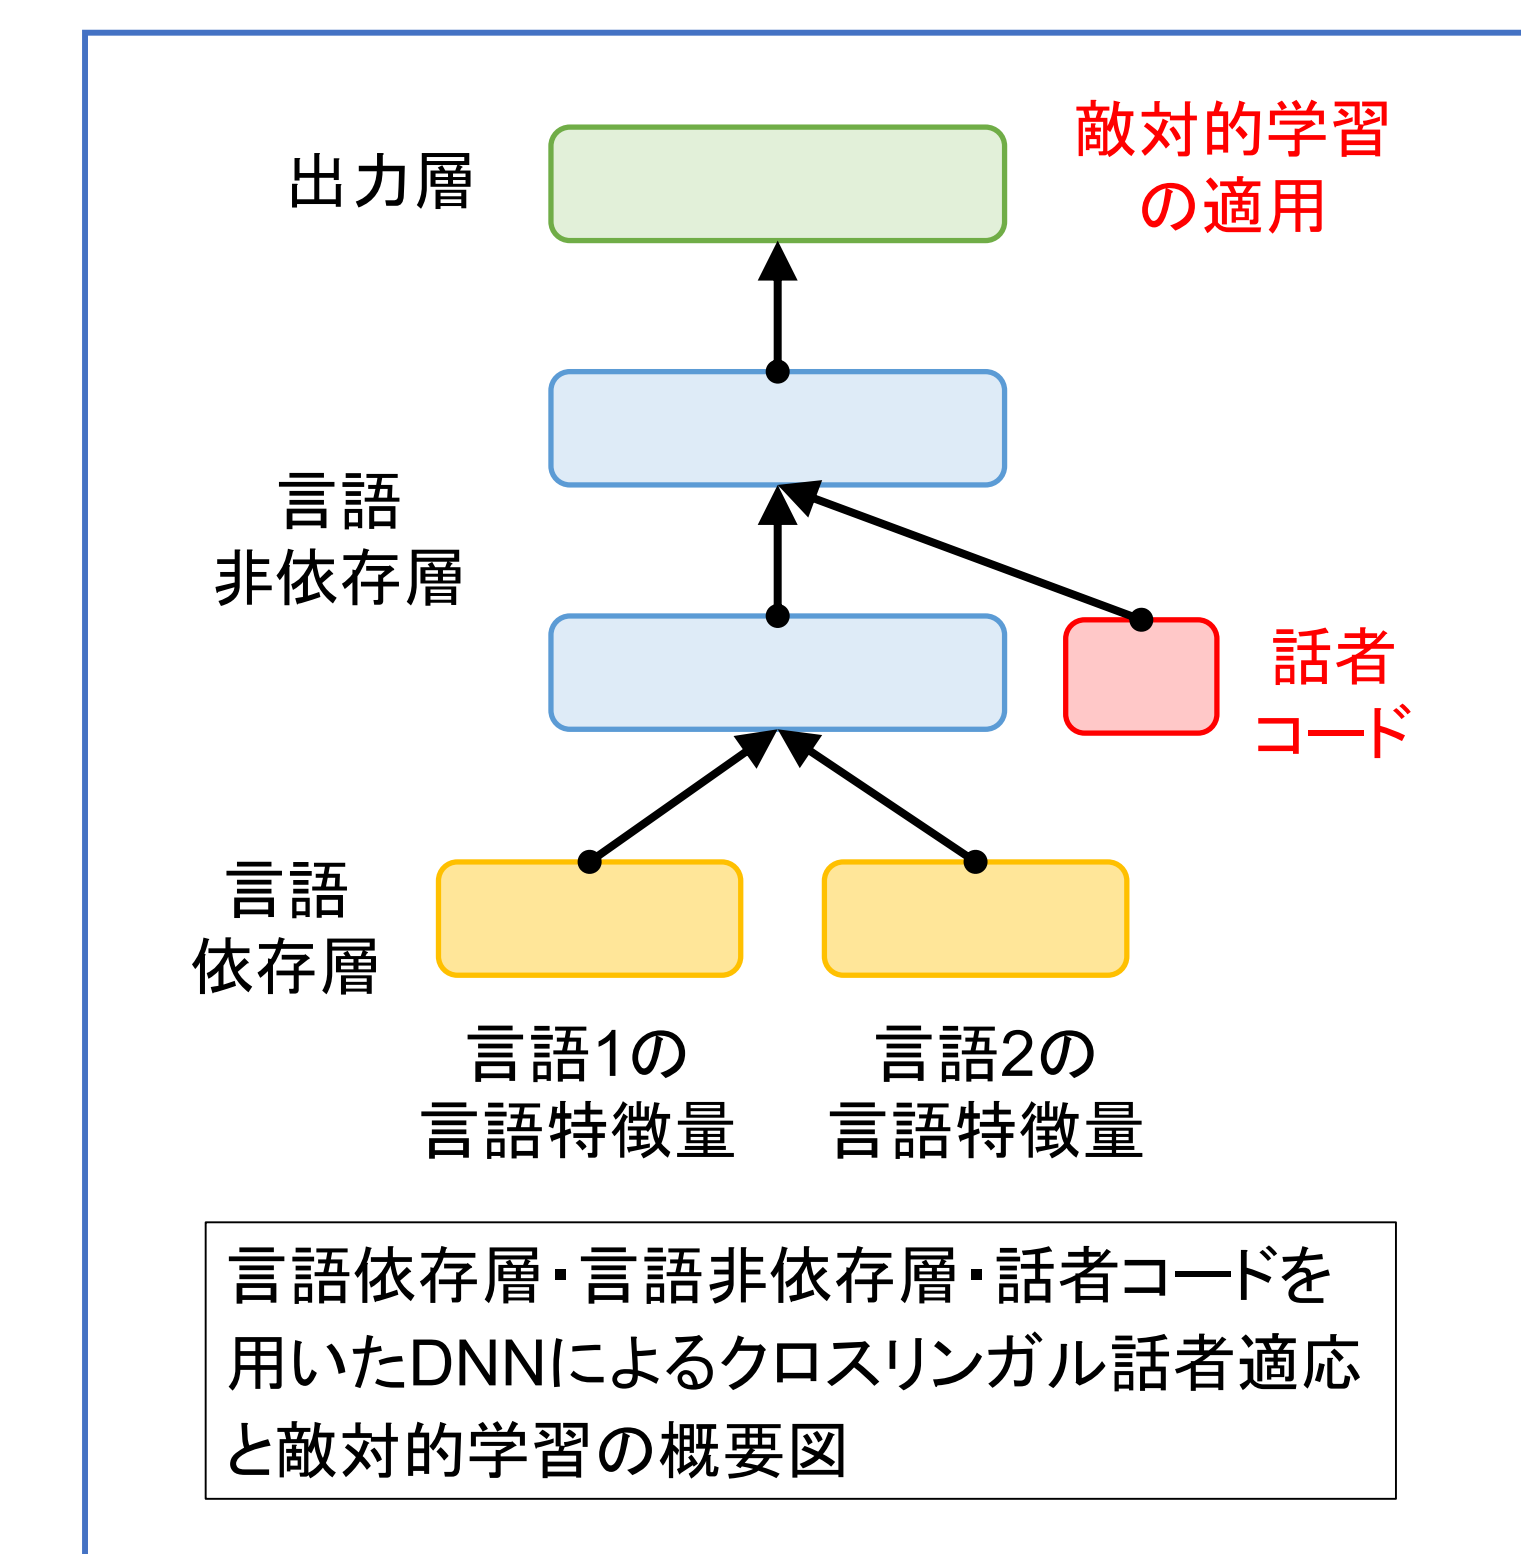 出力層
敵対的学習
の適用
言語
非依存層
話者
コード
言語
依存層
言語1の
言語特徴量
言語2の
言語特徴量
言語依存層・言語非依存層・話者コードを
用いたDNNによるクロスリンガル話者適応
と敵対的学習の概要図